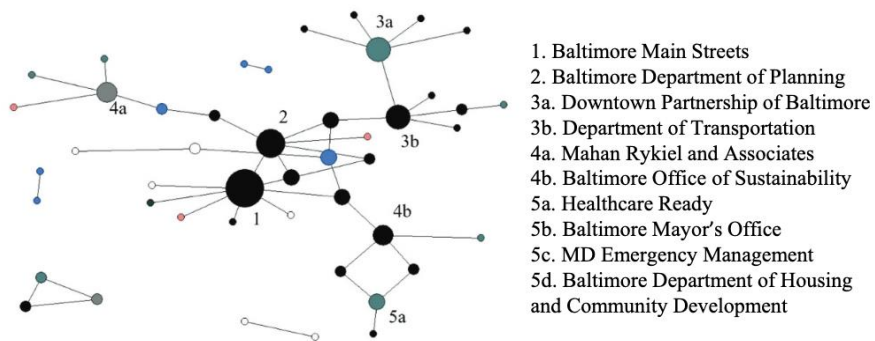 3a
4a
2
3b
1
4b
5a
1. Baltimore Main Streets
2. Baltimore Department of Planning
3a. Downtown Partnership of Baltimore
3b. Department of Transportation
4a. Mahan Rykiel and Associates
4b. Baltimore Office of Sustainability
5a. Healthcare Ready
5b. Baltimore Mayor's Office
5c. MD Emergency Management
5d. Baltimore Department of Housing
and Community Development